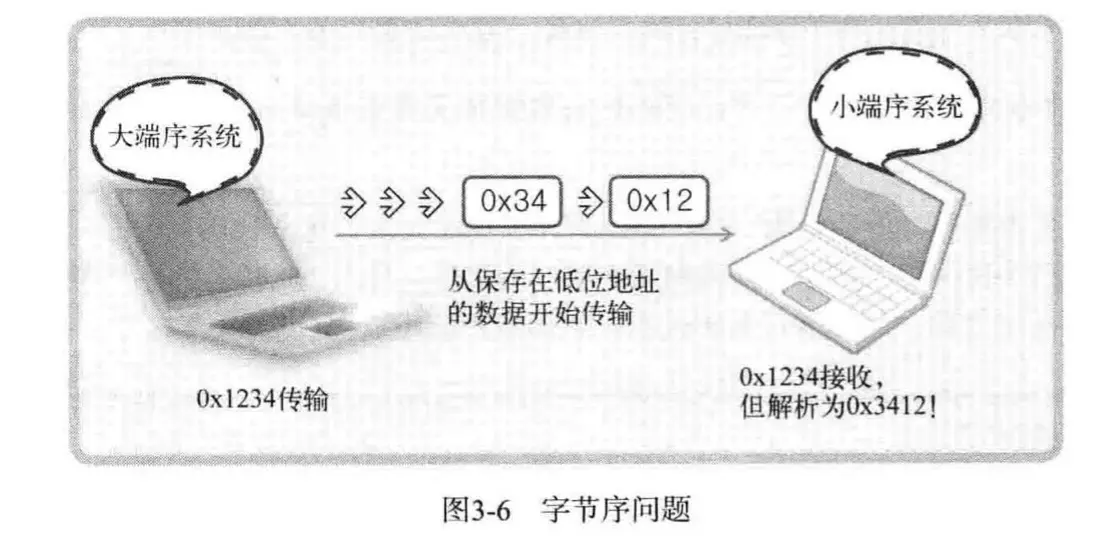 大端序系统
小端序系统
0x34
0x12
从保存在低位地址
的数据开始传输
0x1234传输
0x1234接收，
但解析为0x3412！
图3-6 字节序问题